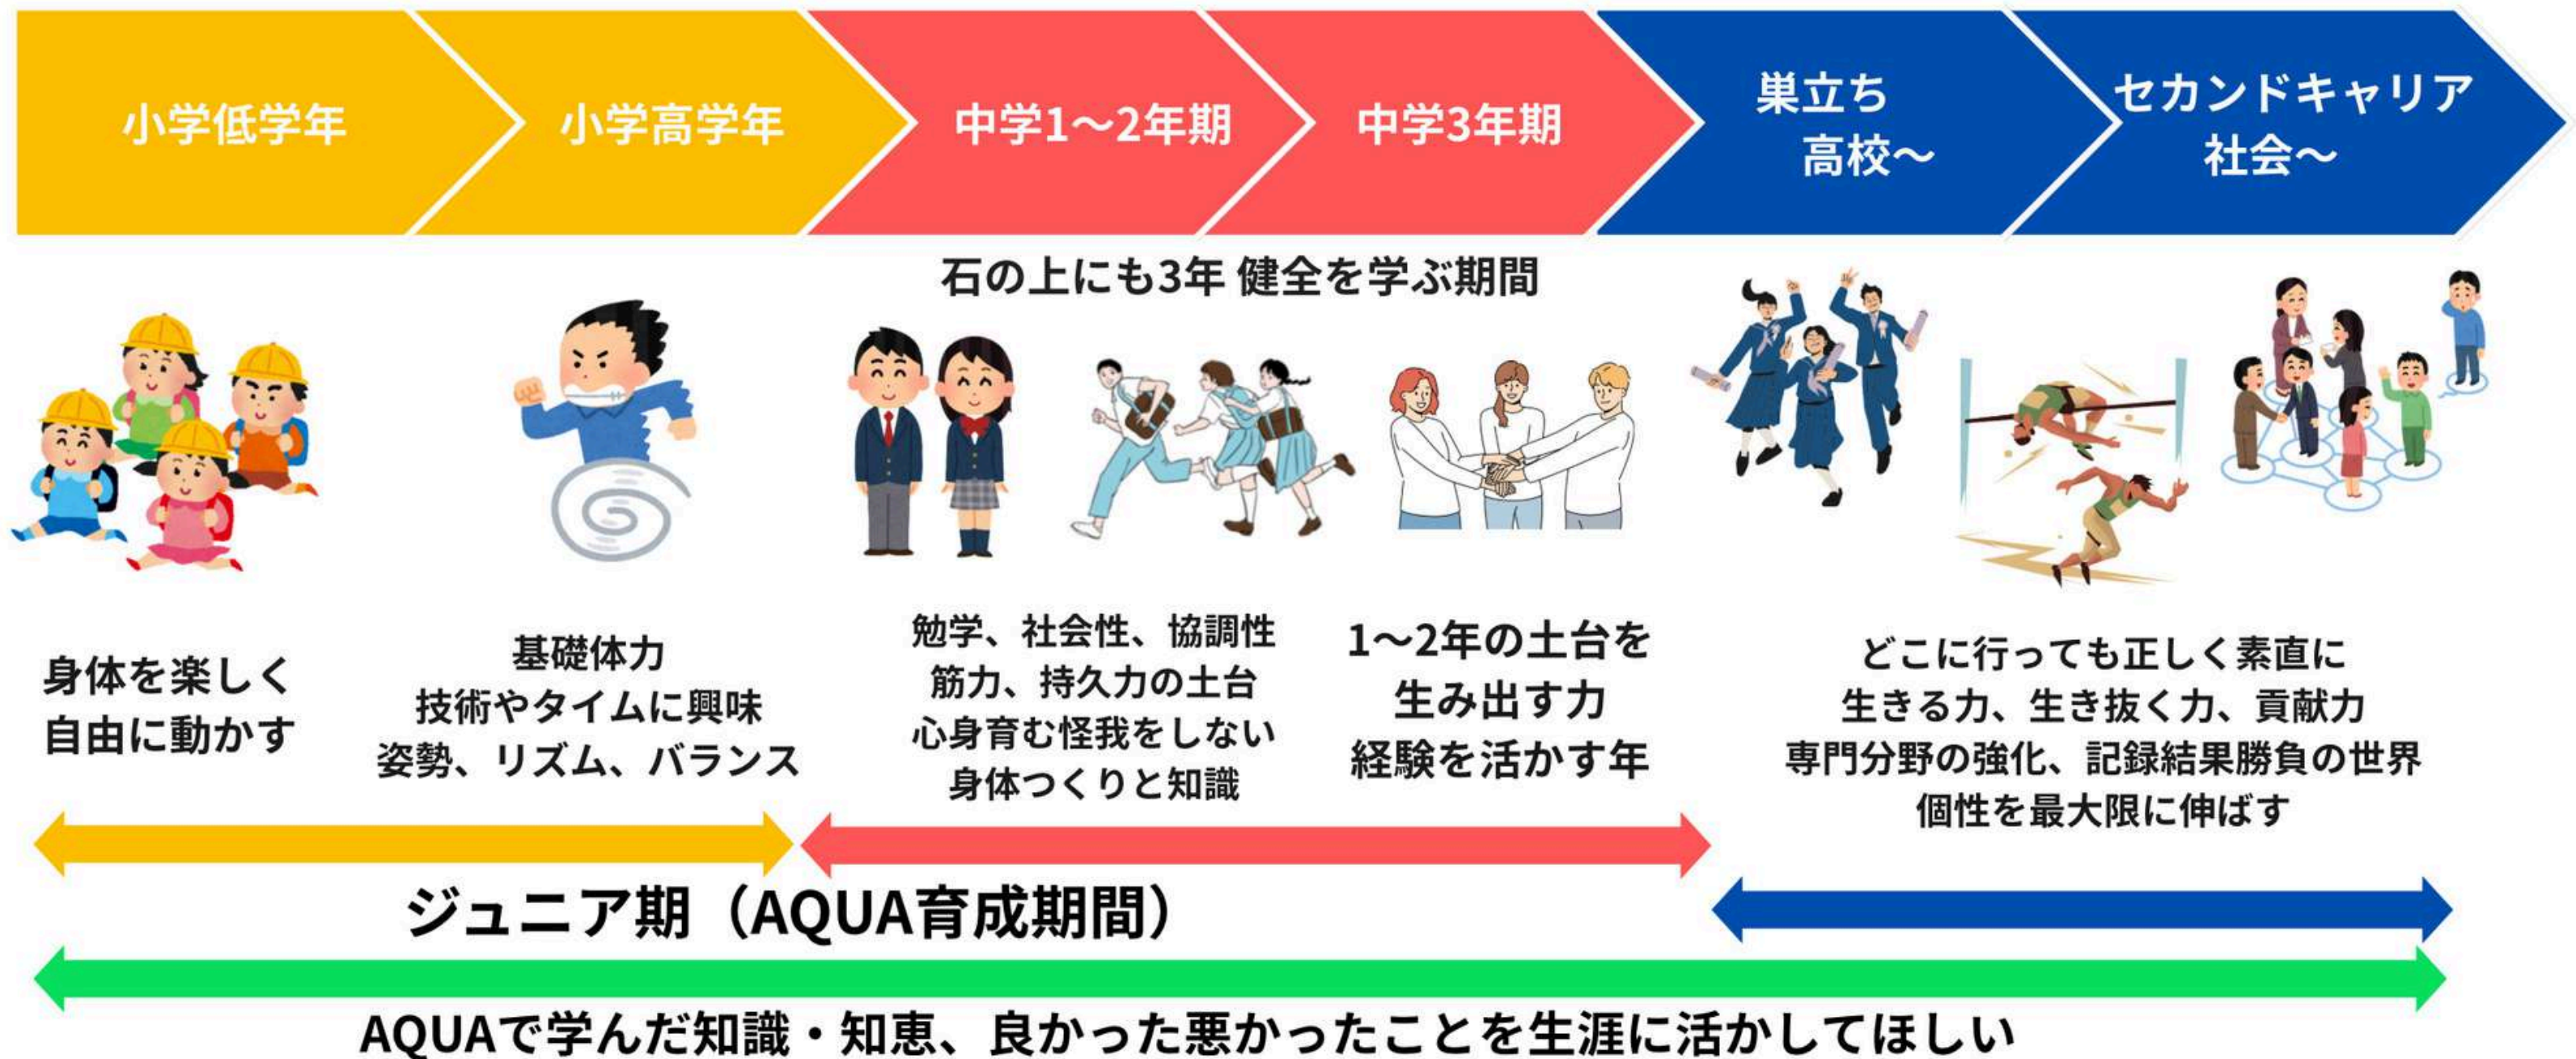 小学低学年
小学高学年
中学1～2年期
中学3年期
巣立ち
高校～
セカンドキャリア
社会～
石の上にも3年 健全を学ぶ期間
身体を楽しく
自由に動かす
基礎体力
技術やタイムに興味
姿勢、リズム、バランス
勉学、社会性、協調性
筋力、持久力の土台
心身育む怪我をしない
身体つくりと知識
1～2年の土台を
生み出す力
経験を活かす年
どこに行っても正しく素直に
生きる力、生き抜く力、貢献力
専門分野の強化、記録結果勝負の世界
個性を最大限に伸ばす
ジュニア期（AQUA育成期間）
AQUAで学んだ知識・知恵、良かった悪かったことを生涯に活かしてほしい